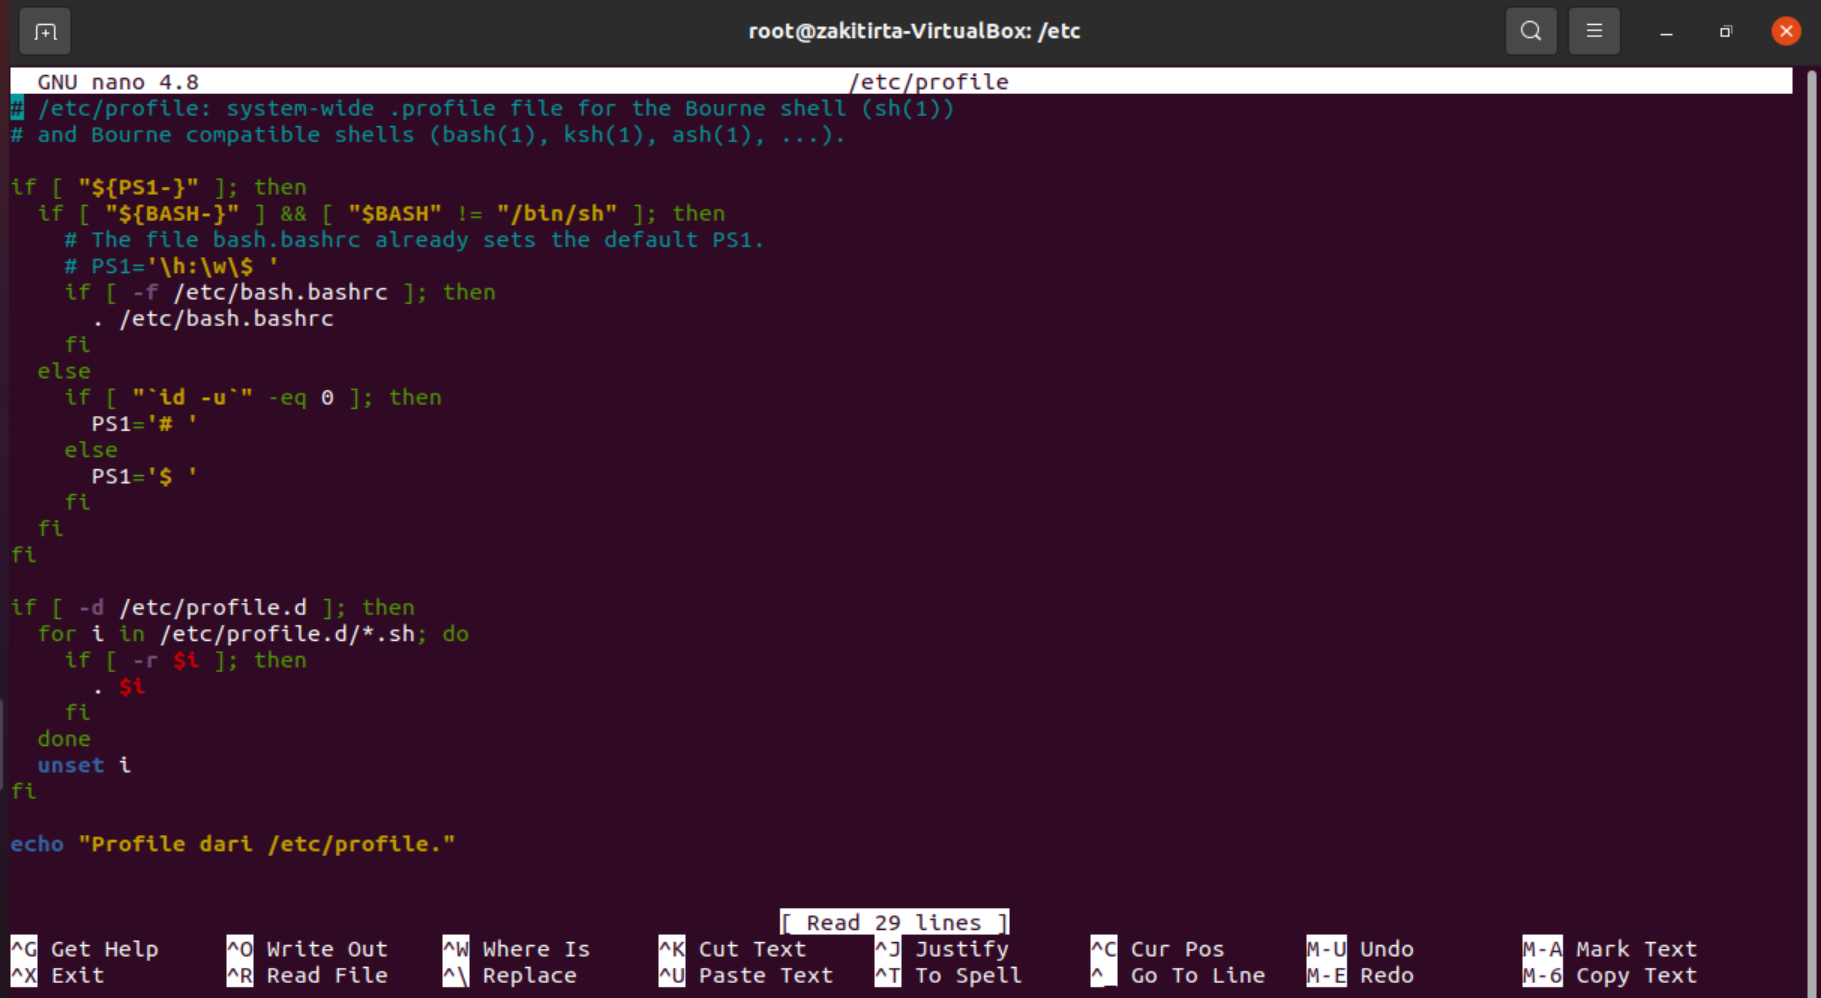 root@zakitirta-VirtualBox: /etc
GNU nano 4.8 /etc/profile
# /etc/profile: system-wide .profile file for the Bourne shell (sh(1))
# and Bourne compatible shells (bash(1), ksh(1), ash(1), ...).

if [ "${PS1-}" ]; then
  if [ "${BASH-}" ] && [ "$BASH" != "/bin/sh" ]; then
    # The file bash.bashrc already sets the default PS1.
    # PS1='\h:\w\$ '
    if [ -f /etc/bash.bashrc ]; then
      . /etc/bash.bashrc
    fi
  else
    if [ "`id -u`" -eq 0 ]; then
      PS1='# '
    else
      PS1='$ '
    fi
  fi
fi

if [ -d /etc/profile.d ]; then
  for i in /etc/profile.d/*.sh; do
    if [ -r $i ]; then
      . $i
    fi
  done
  unset i
fi

echo "Profile dari /etc/profile."

[ Read 29 lines ]
^G Get Help ^O Write Out ^W Where Is ^K Cut Text ^J Justify ^C Cur Pos M-U Undo M-A Mark Text
^X Exit ^R Read File ^\ Replace ^U Paste Text ^T To Spell ^_ Go To Line M-E Redo M-6 Copy Text